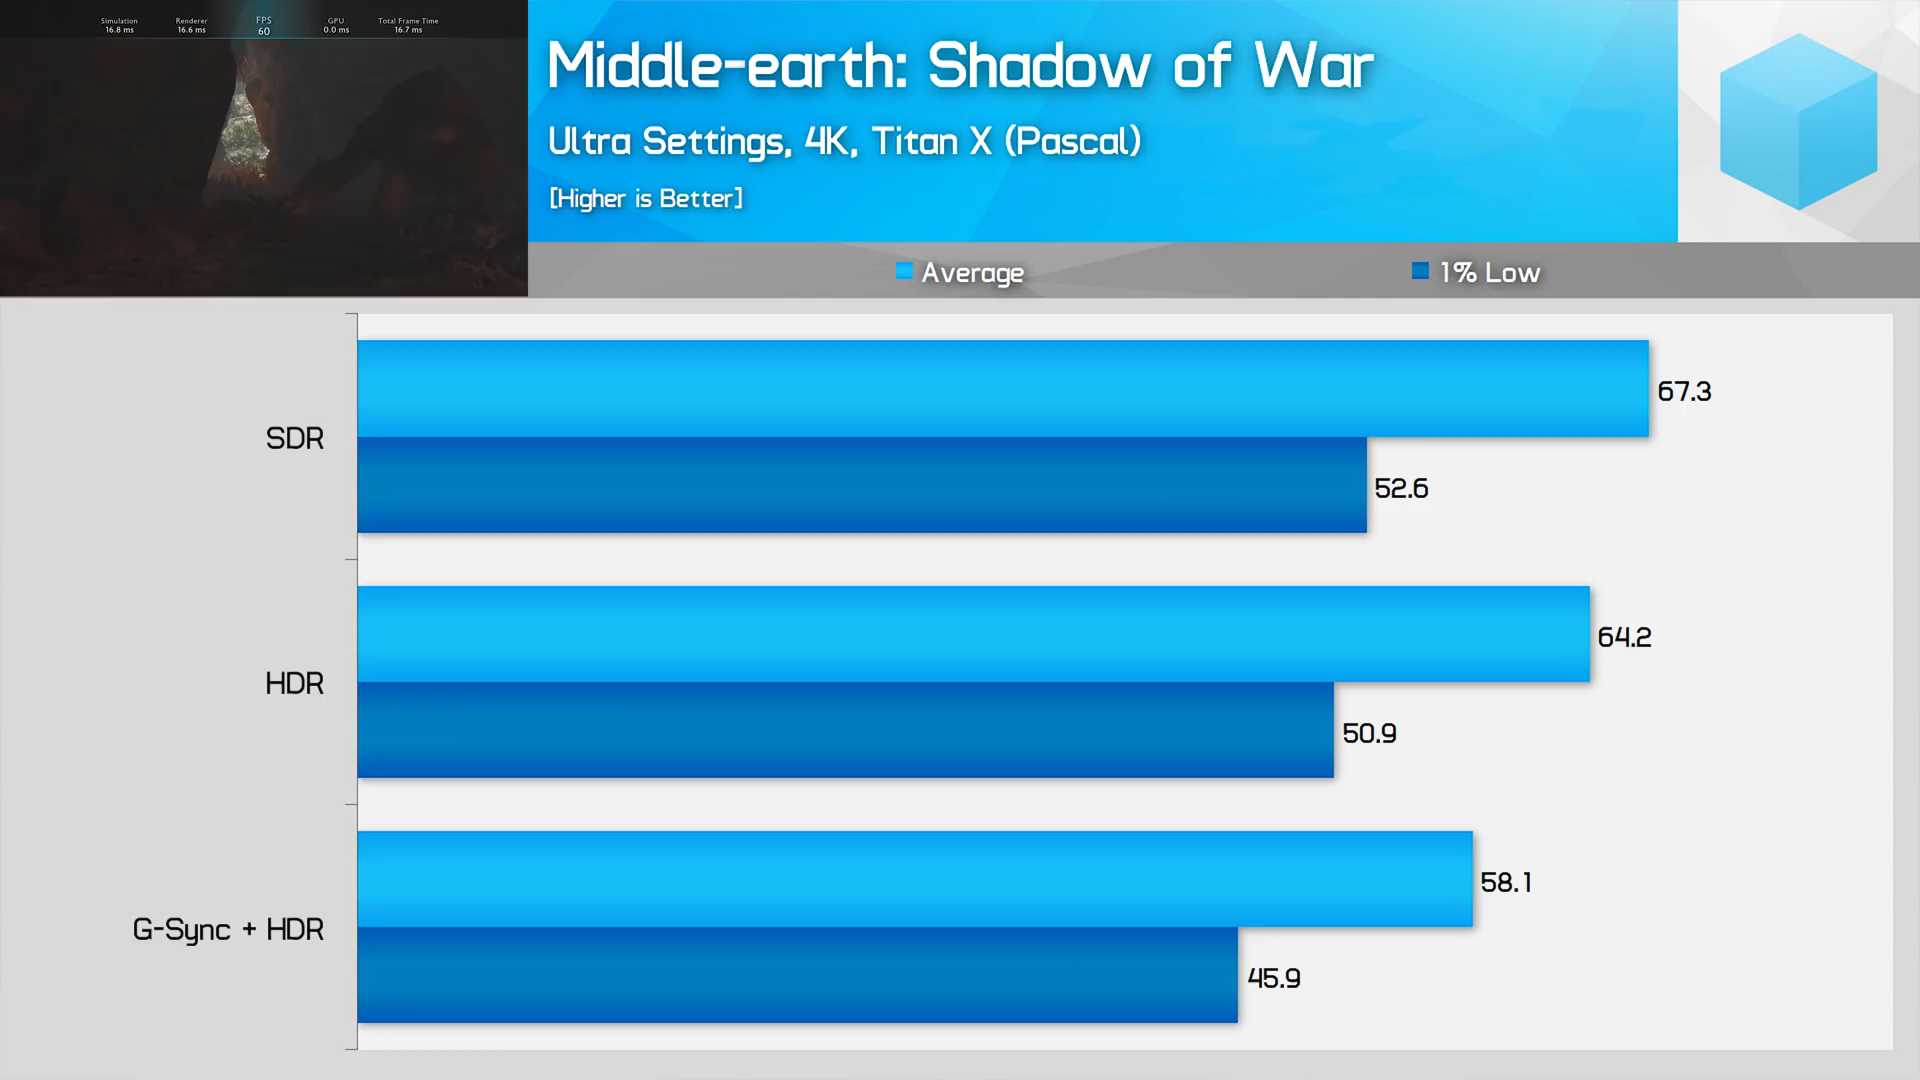 Simulation Renderer FPS GPU Total Frame Time
16.8 ms 16.6 ms 60 0.0 ms 16.7 ms
Middle-earth: Shadow of War
Ultra Settings, 4K, Titan X (Pascal)
[Higher is Better]
Average 1% Low
SDR
67.3
52.6
HDR
64.2
50.9
G-Sync + HDR
58.1
45.9